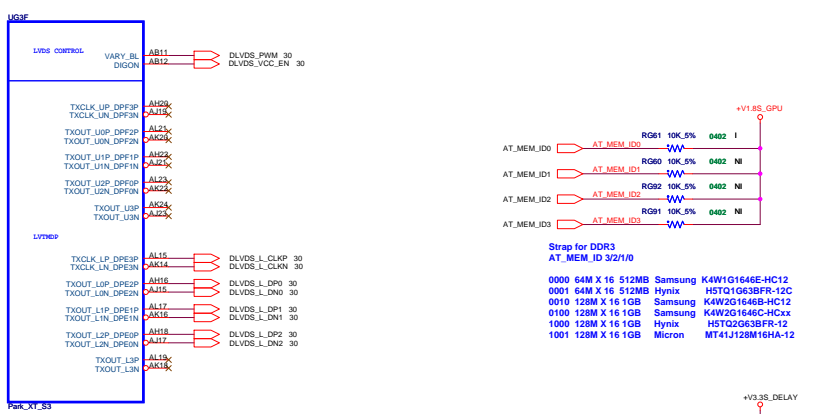 UG3F
LVDS CONTROL
VARY_BL AB11 DLVDS_PWM 30
DIGON AB12 DLVDS_VCC_EN 30
TXCLK_UP_DPF3P AH20
TXCLK_UN_DPF3N AJ19
TXOUT_U0P_DPF2P AL21
TXOUT_U0N_DPF2N AK20
TXOUT_U1P_DPF1P AH22
TXOUT_U1N_DPF1N AJ21
TXOUT_U2P_DPF0P AL23
TXOUT_U2N_DPF0N AK22
TXOUT_U3P AK24
TXOUT_U3N AJ23
LVTMDP
TXCLK_LP_DPE3P AL15 DLVDS_L_CLKP 30
TXCLK_LN_DPE3N AK14 DLVDS_L_CLKN 30
TXOUT_L0P_DPE2P AH16 DLVDS_L_DP0 30
TXOUT_L0N_DPE2N AJ15 DLVDS_L_DN0 30
TXOUT_L1P_DPE1P AL17 DLVDS_L_DP1 30
TXOUT_L1N_DPE1N AK16 DLVDS_L_DN1 30
TXOUT_L2P_DPE0P AH18 DLVDS_L_DP2 30
TXOUT_L2N_DPE0N AJ17 DLVDS_L_DN2 30
TXOUT_L3P AL19
TXOUT_L3N AK18
Park_XT_S3
+V1.8S_GPU
RG61 10K_5% 0402 I
AT_MEM_ID0 AT_MEM_ID0
RG60 10K_5% 0402 NI
AT_MEM_ID1 AT_MEM_ID1
RG92 10K_5% 0402 NI
AT_MEM_ID2 AT_MEM_ID2
RG91 10K_5% 0402 NI
AT_MEM_ID3 AT_MEM_ID3
Strap for DDR3
AT_MEM_ID 3/2/1/0
0000 64M X 16 512MB Samsung K4W1G1646E-HC12
0001 64M X 16 512MB Hynix H5TQ1G63BFR-12C
0010 128M X 16 1GB Samsung K4W2G1646B-HC12
0100 128M X 16 1GB Samsung K4W2G1646C-HCxx
1000 128M X 16 1GB Hynix H5TQ2G63BFR-12
1001 128M X 16 1GB Micron MT41J128M16HA-12
+V3.3S_DELAY